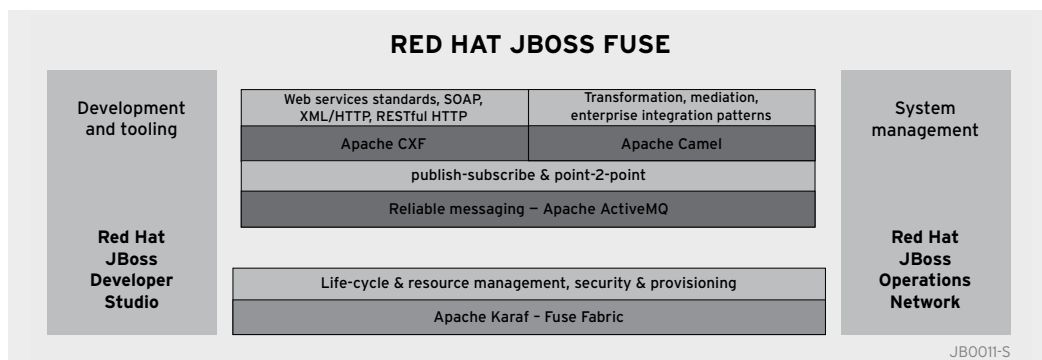 RED HAT JBOSS FUSE
Development
and tooling
Red Hat
JBoss
Developer
Studio
Web services standards, SOAP,
XML/HTTP, RESTful HTTP
Transformation, mediation,
enterprise integration patterns
Apache CXF
Apache Camel
publish-subscribe & point-2-point
Reliable messaging – Apache ActiveMQ
Life-cycle & resource management, security & provisioning
Apache Karaf – Fuse Fabric
System
management
Red Hat
JBoss
Operations
Network
JB0011-S